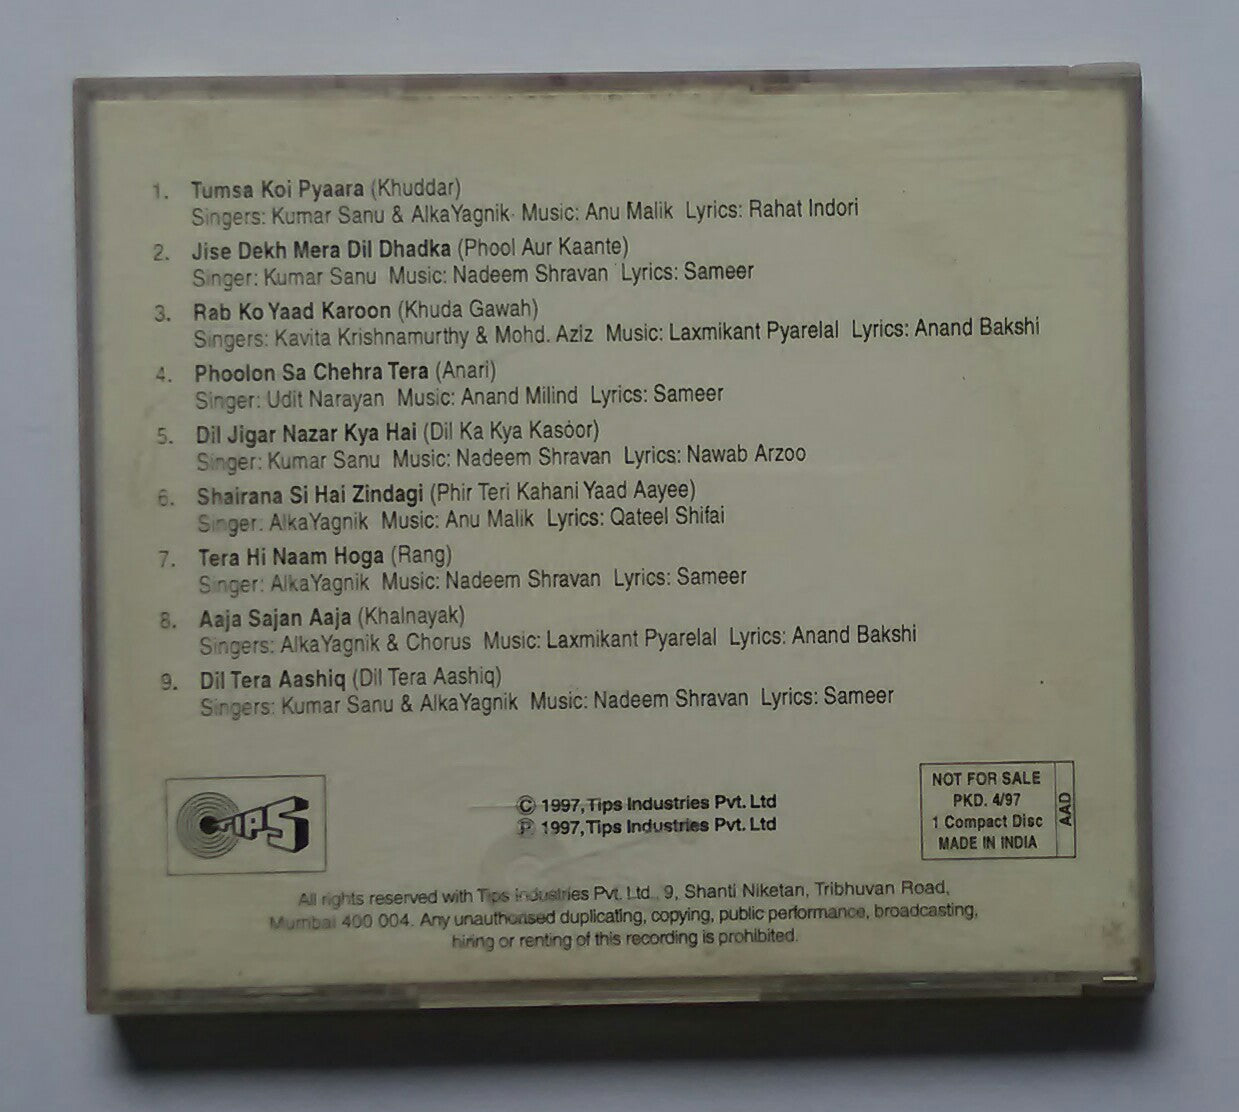 1. Tumsa Koi Pyaara (Khuddar)
Singers: Kumar Sanu & AlkaYagnik Music: Anu Malik Lyrics: Rahat Indori
2. Jise Dekh Mera Dil Dhadka (Phool Aur Kaante)
Singer: Kumar Sanu Music: Nadeem Shravan Lyrics: Sameer
3. Rab Ko Yaad Karoon (Khuda Gawah)
Singers: Kavita Krishnamurthy & Mohd. Aziz Music: Laxmikant Pyarelal Lyrics: Anand Bakshi
4. Phoolon Sa Chehra Tera (Anari)
Singer: Udit Narayan Music: Anand Milind Lyrics: Sameer
5. Dil Jigar Nazar Kya Hai (Dil Ka Kya Kasoor)
Singer: Kumar Sanu Music: Nadeem Shravan Lyrics: Nawab Arzoo
6. Shairana Si Hai Zindagi (Phir Teri Kahani Yaad Aayee)
Singer: AlkaYagnik Music: Anu Malik Lyrics: Qateel Shifai
7. Tera Hi Naam Hoga (Rang)
Singer: AlkaYagnik Music: Nadeem Shravan Lyrics: Sameer
8. Aaja Sajan Aaja (Khalnayak)
Singers: AlkaYagnik & Chorus Music: Laxmikant Pyarelal Lyrics: Anand Bakshi
9. Dil Tera Aashiq (Dil Tera Aashiq)
Singers: Kumar Sanu & AlkaYagnik Music: Nadeem Shravan Lyrics: Sameer
TIPS
© 1997, Tips Industries Pvt. Ltd
℗ 1997, Tips Industries Pvt. Ltd
NOT FOR SALE
PKD. 4/97
1 Compact Disc
MADE IN INDIA
AAD
All rights reserved with Tips Industries Pvt. Ltd., 9, Shanti Niketan, Tribhuvan Road,
Mumbai 400 004. Any unauthorised duplicating, copying, public performance, broadcasting,
hiring or renting of this recording is prohibited.